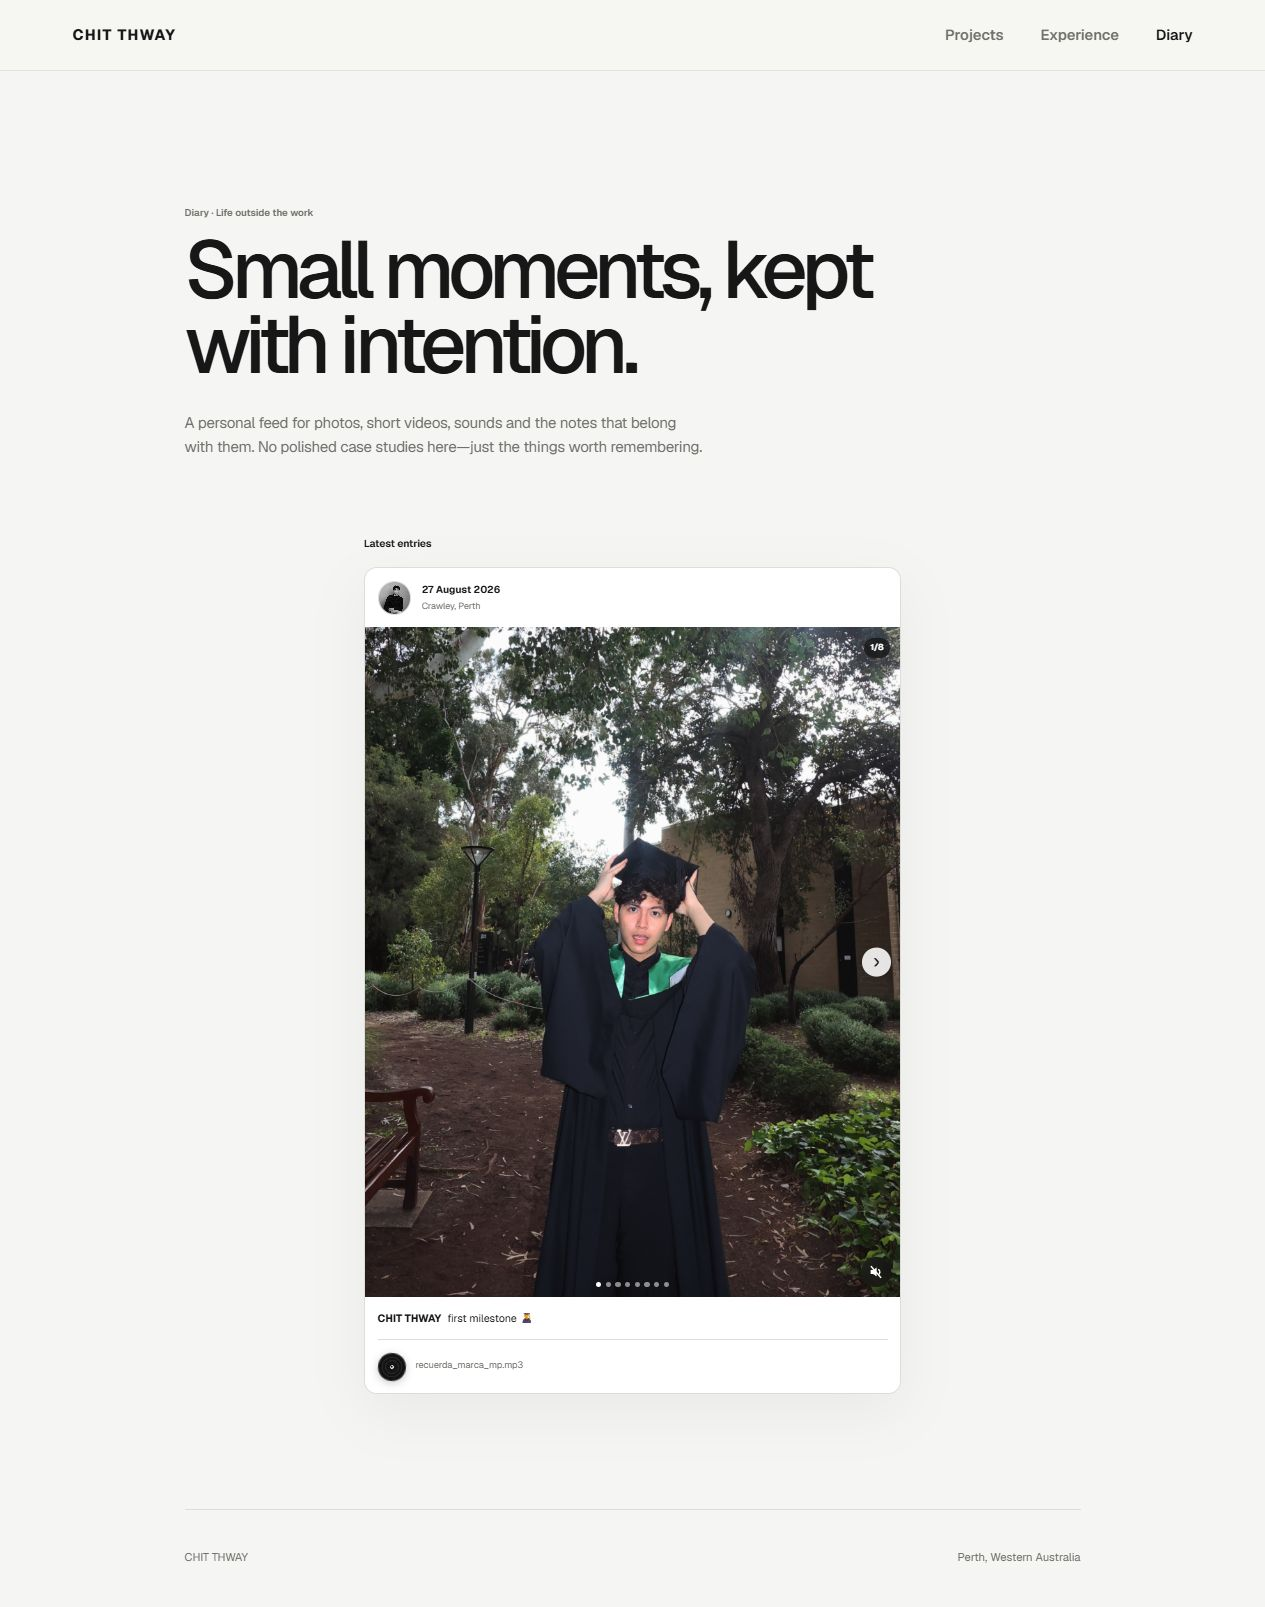 CHIT THWAY
Projects Experience Diary
Diary · Life outside the work
Small moments, kept
with intention.
A personal feed for photos, short videos, sounds and the notes that belong
with them. No polished case studies here—just the things worth remembering.
Latest entries
27 August 2026
Crawley, Perth
1/8
LV
CHIT THWAY first milestone 👨‍🎓
recuerda_marca_mp.mp3
CHIT THWAY
Perth, Western Australia